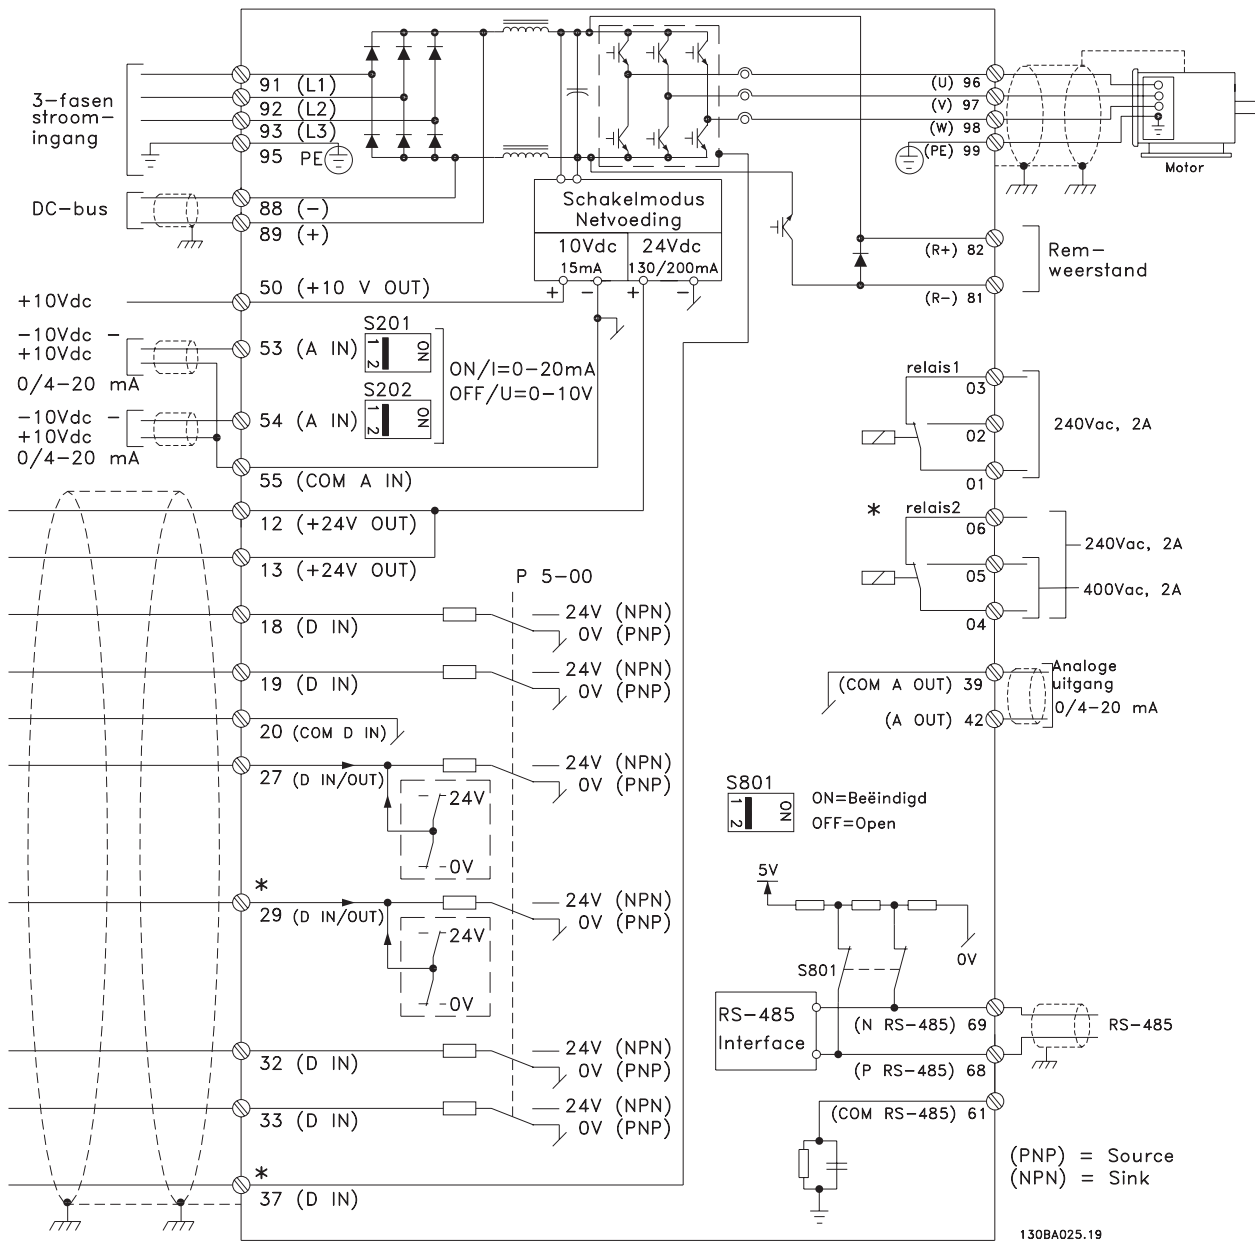 3-fasen
stroom-
ingang
91 (L1)
92 (L2)
93 (L3)
95 PE
DC-bus
88 (-)
89 (+)
Schakelmodus
Netvoeding
10Vdc
15mA
24Vdc
130/200mA
+ - + -
(U) 96
(V) 97
(W) 98
(PE) 99
Motor
(R+) 82
(R-) 81
Rem-
weerstand
+10Vdc
50 (+10 V OUT)
-10Vdc -
+10Vdc
0/4-20 mA
53 (A IN)
S201
1 2 ON
-10Vdc -
+10Vdc
0/4-20 mA
54 (A IN)
S202
1 2 ON
ON/I=0-20mA
OFF/U=0-10V
55 (COM A IN)
12 (+24V OUT)
13 (+24V OUT)
P 5-00
18 (D IN)
24V (NPN)
0V (PNP)
19 (D IN)
24V (NPN)
0V (PNP)
20 (COM D IN)
27 (D IN/OUT)
24V (NPN)
0V (PNP)
24V
0V
*
29 (D IN/OUT)
24V (NPN)
0V (PNP)
24V
0V
32 (D IN)
24V (NPN)
0V (PNP)
33 (D IN)
24V (NPN)
0V (PNP)
*
37 (D IN)
relais1
03
02
01
240Vac, 2A
* relais2
06
05
04
240Vac, 2A
400Vac, 2A
(COM A OUT) 39
(A OUT) 42
Analoge
uitgang
0/4-20 mA
S801
1 2 ON
ON=Beëindigd
OFF=Open
5V
S801
0V
RS-485
Interface
(N RS-485) 69
(P RS-485) 68
RS-485
(COM RS-485) 61
(PNP) = Source
(NPN) = Sink
130BA025.19